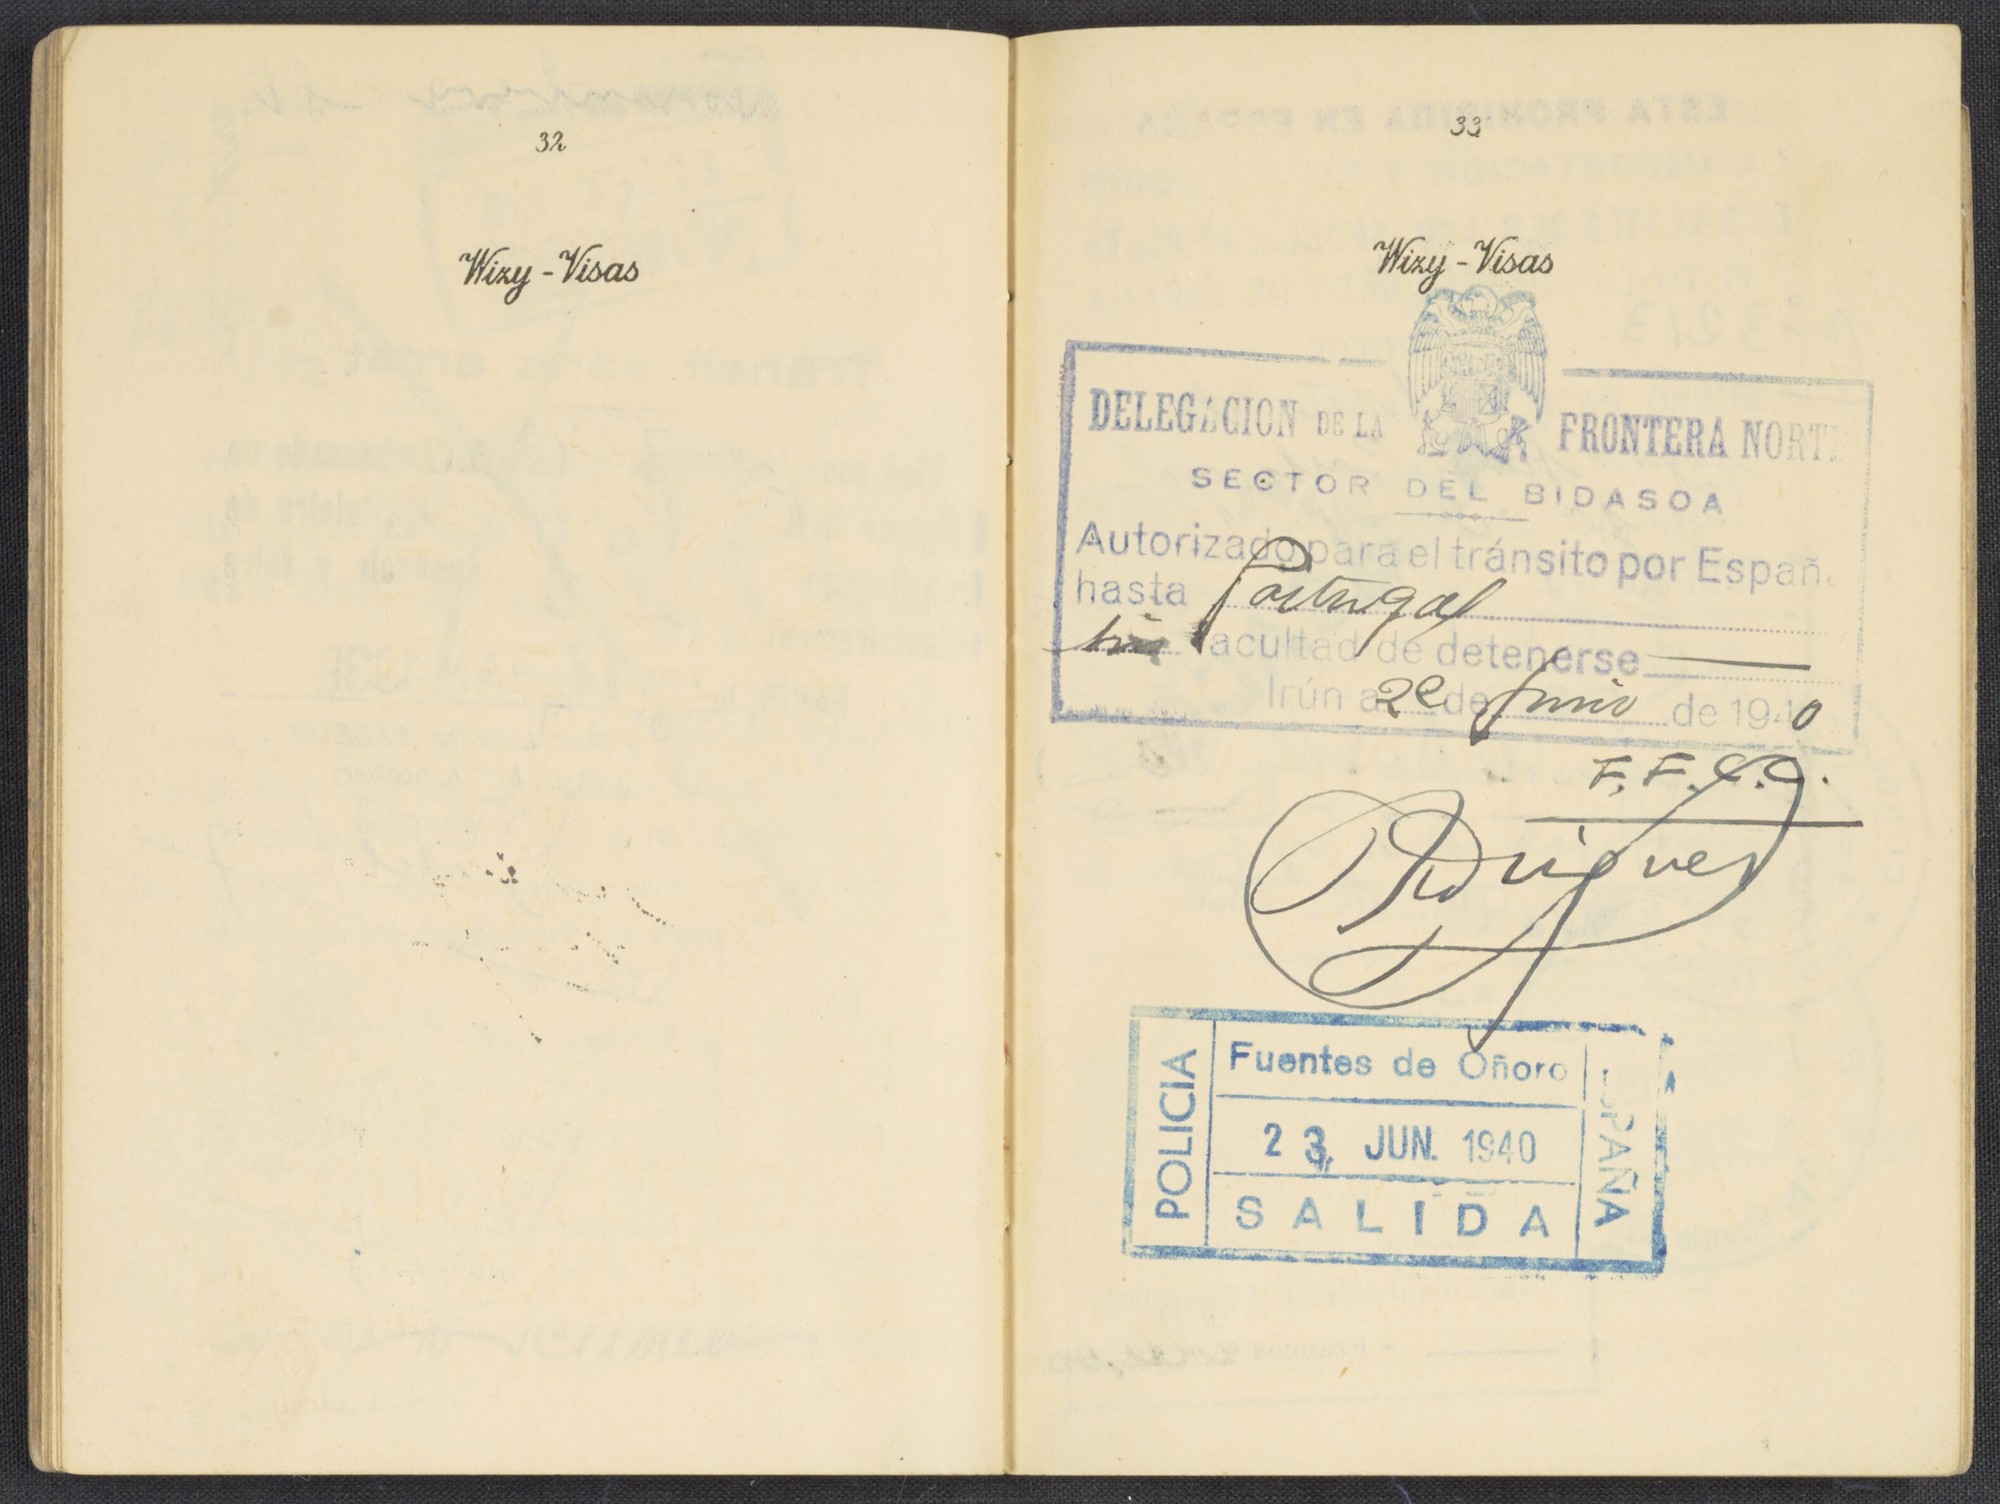 32
Wizy-Visas
33
Wizy-Visas
DELEGACION DE LA FRONTERA NORTE
SECTOR DEL BIDASOA
Autorizado para el tránsito por España
hasta Portugal
sin facultad de detenerse
Irún a de Junio de 1940
F.F.C.C.
Rodriguez
POLICIA
Fuentes de Oñoro
23 JUN. 1940
SALIDA
ESPAÑA